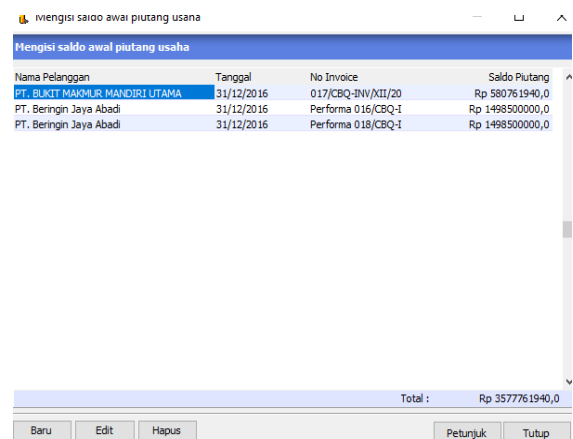 Mengisi saldo awal piutang usaha
Mengisi saldo awal piutang usaha
Nama Pelanggan Tanggal No Invoice Saldo Piutang
PT. BUKIT MAKMUR MANDIRI UTAMA 31/12/2016 017/CBQ-INV/XII/20 Rp 580761940,0
PT. Beringin Jaya Abadi 31/12/2016 Performa 016/CBQ-I Rp 1498500000,0
PT. Beringin Jaya Abadi 31/12/2016 Performa 018/CBQ-I Rp 1498500000,0
Total : Rp 3577761940,0
Baru Edit Hapus Petunjuk Tutup